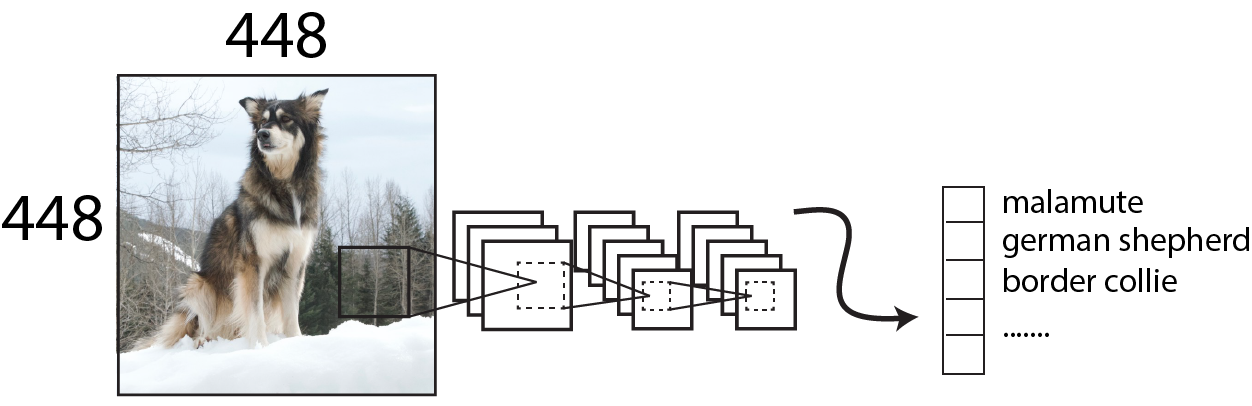 448
448
malamute
german shepherd
border collie
.......